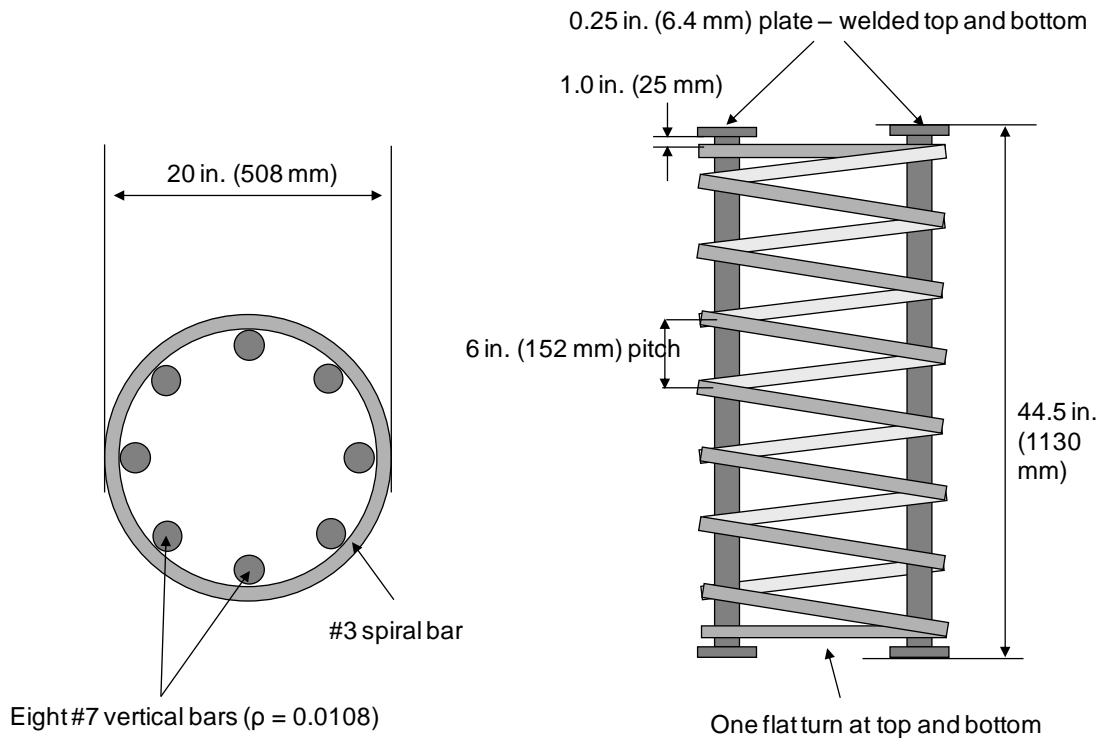 0.25 in. (6.4 mm) plate – welded top and bottom
1.0 in. (25 mm)
20 in. (508 mm)
6 in. (152 mm) pitch
44.5 in.
(1130
mm)
#3 spiral bar
Eight #7 vertical bars (ρ = 0.0108)
One flat turn at top and bottom